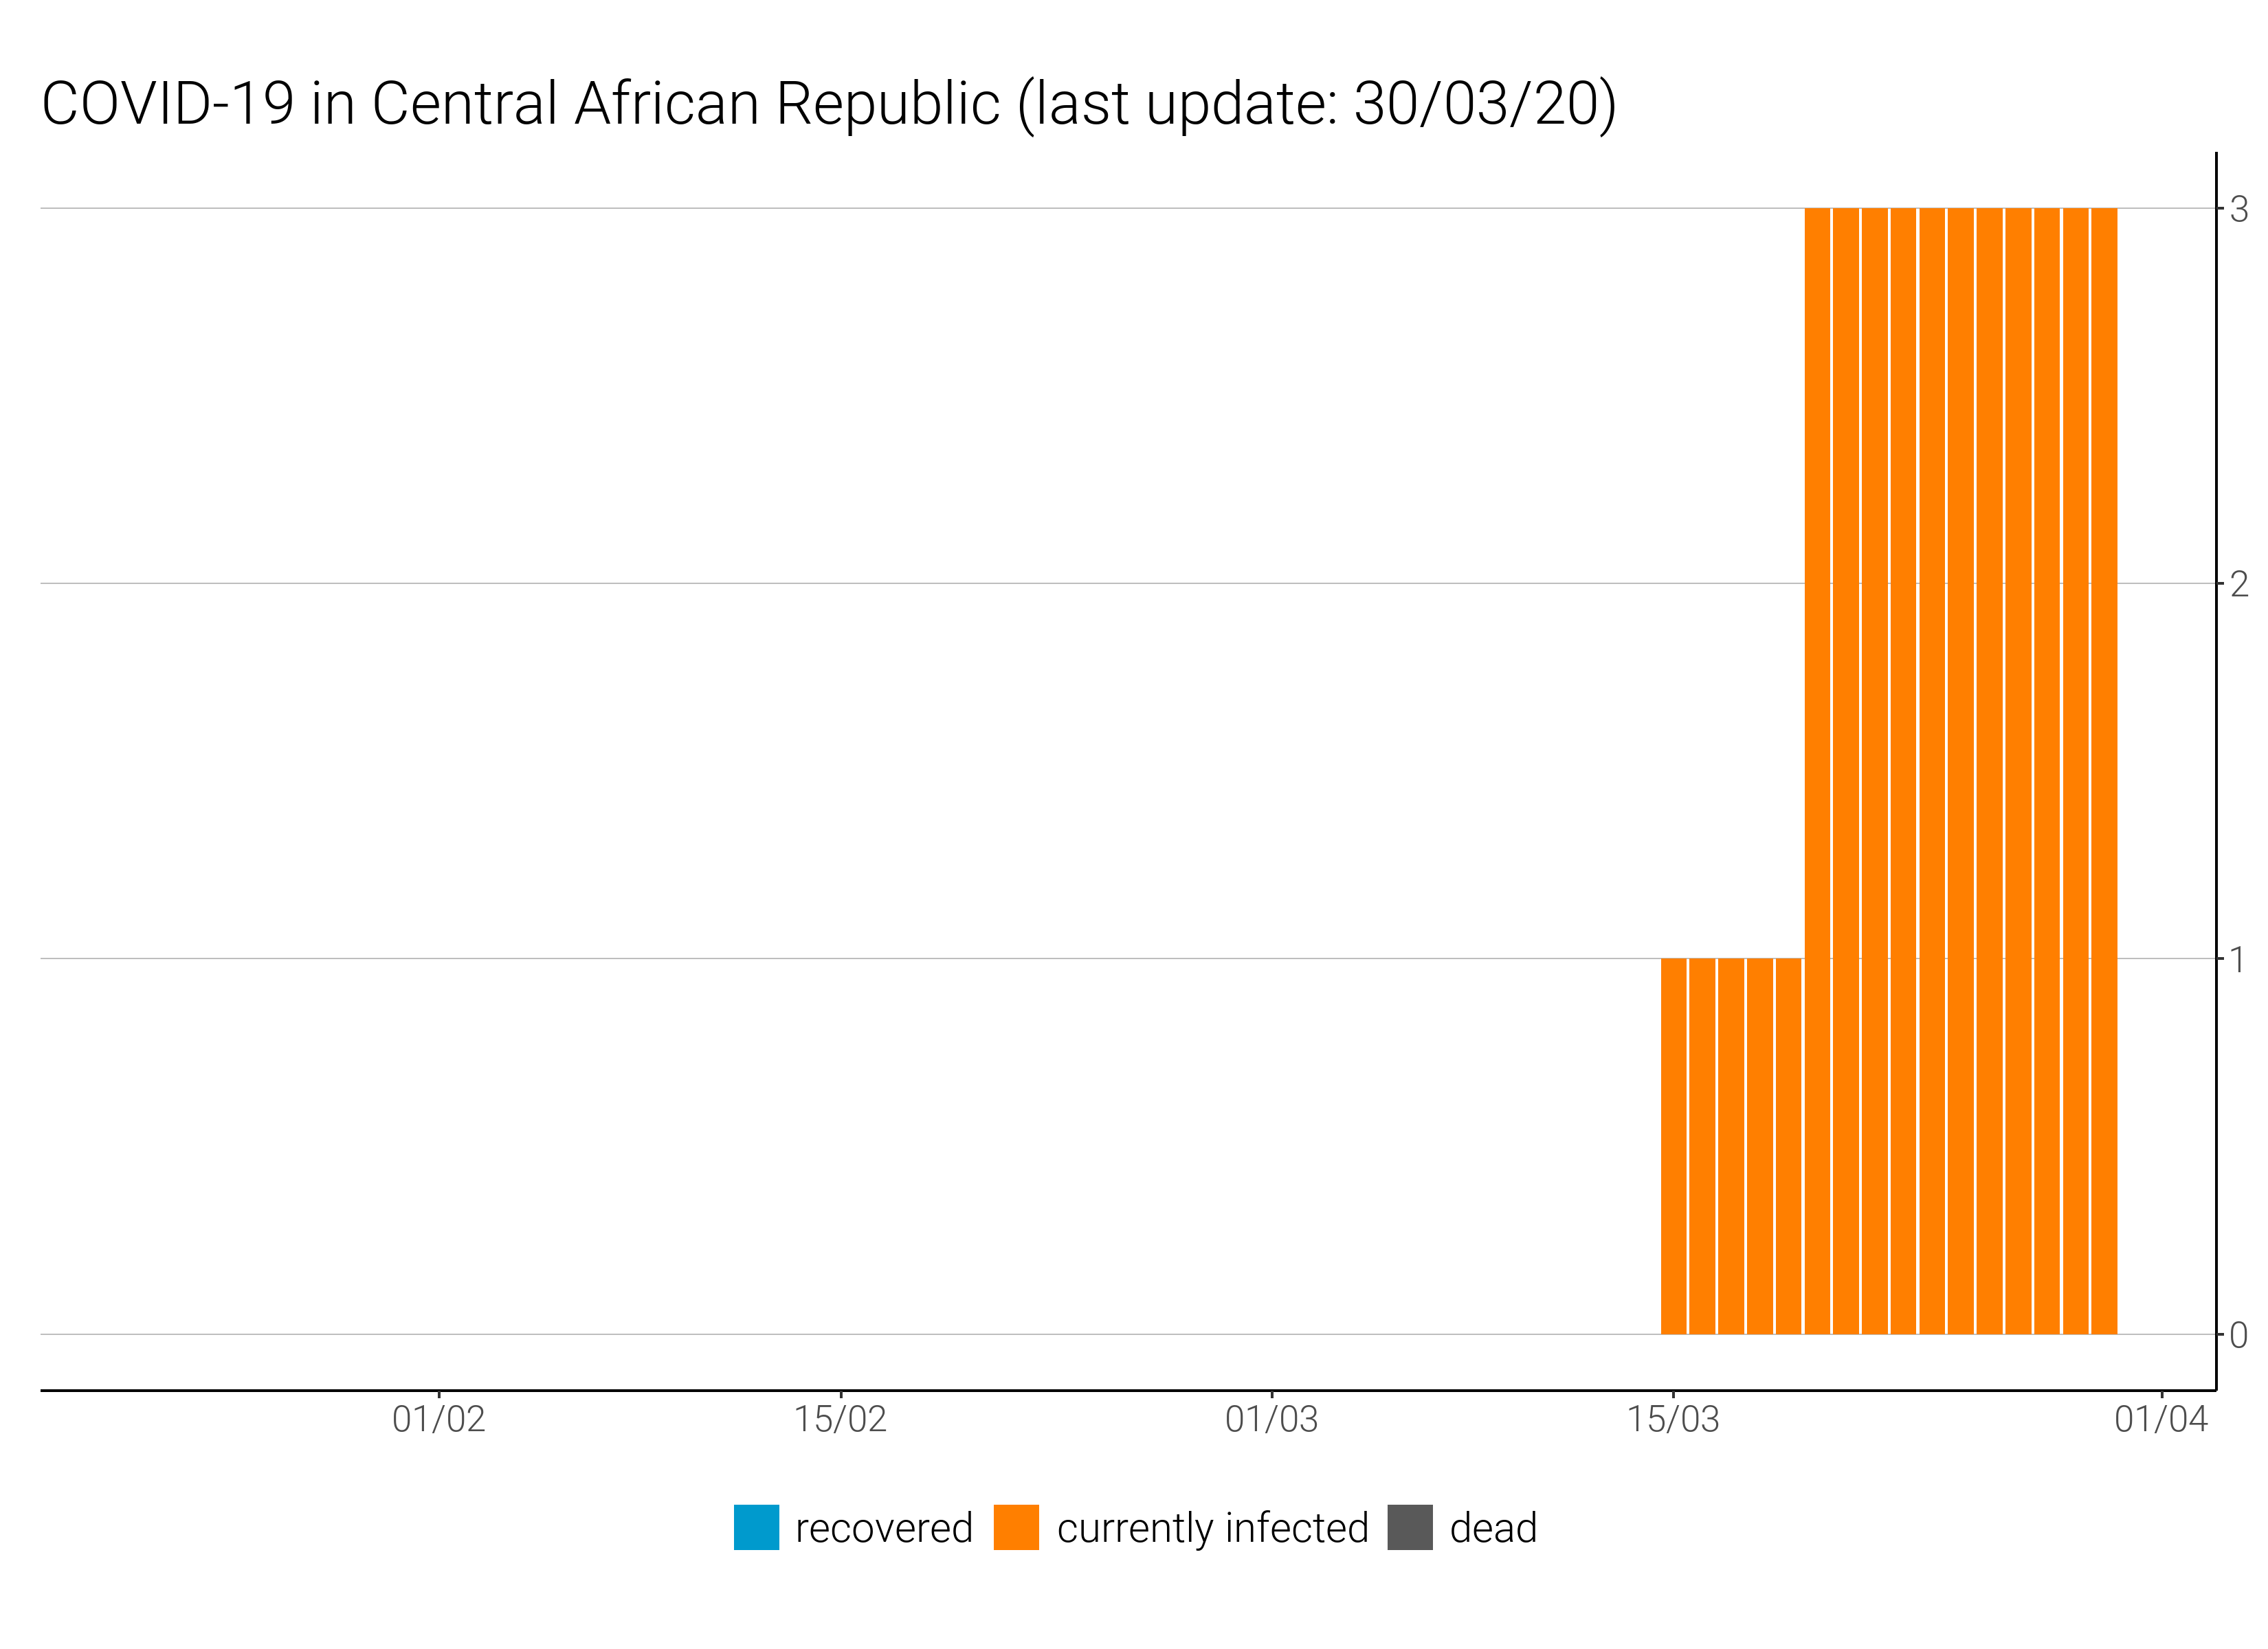 COVID-19 in Central African Republic (last update: 30/03/20)
3
2
1
0
01/02 15/02 01/03 15/03 01/04
recovered currently infected dead